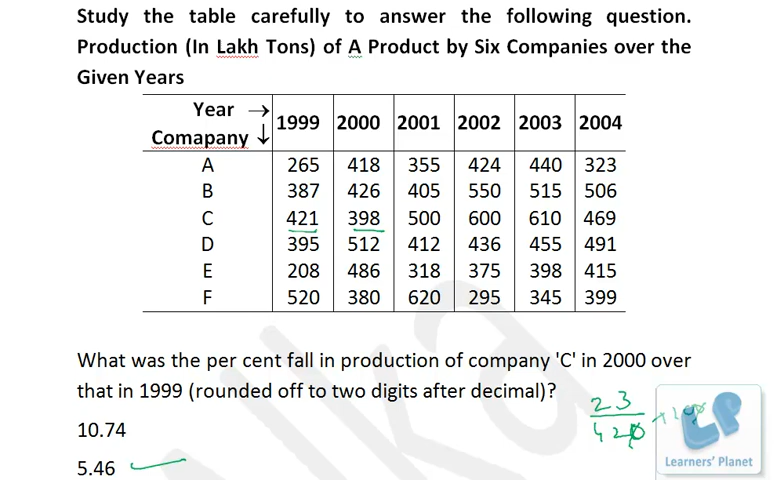 Study the table carefully to answer the following question.
Production (In Lakh Tons) of A Product by Six Companies over the
Given Years
Year →
Comapany ↓ 1999 2000 2001 2002 2003 2004
A 265 418 355 424 440 323
B 387 426 405 550 515 506
C 421 398 500 600 610 469
D 395 512 412 436 455 491
E 208 486 318 375 398 415
F 520 380 620 295 345 399
What was the per cent fall in production of company 'C' in 2000 over
that in 1999 (rounded off to two digits after decimal)?
23
10.74
5.46
Learners' Planet